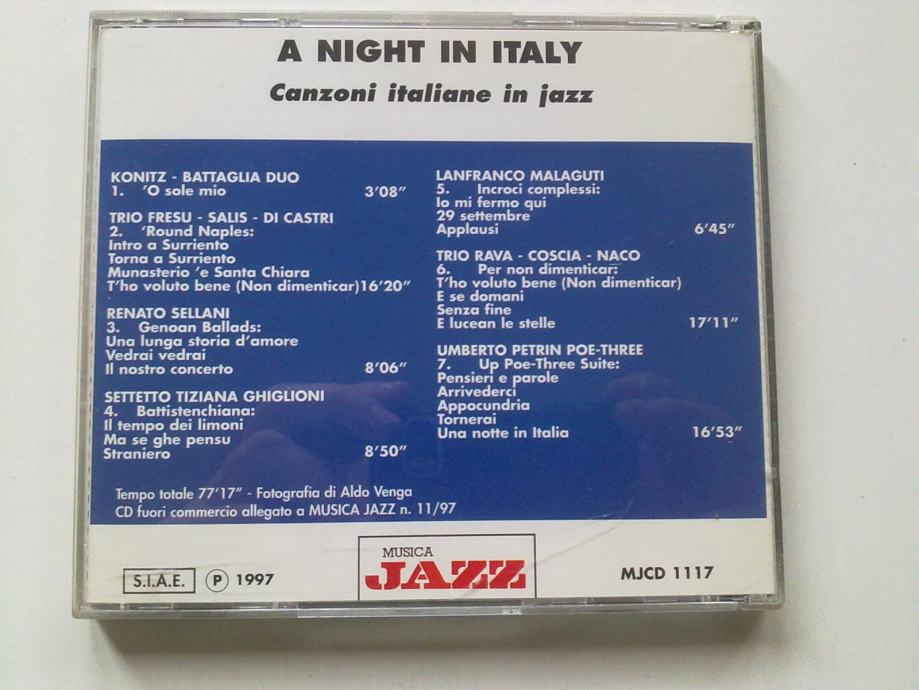 A NIGHT IN ITALY
Canzoni italiane in jazz
KONITZ - BATTAGLIA DUO
1. 'O sole mio 3'08"
TRIO FRESU - SALIS - DI CASTRI
2. 'Round Naples:
Intro a Surriento
Torna a Surriento
Munasterio 'e Santa Chiara
T'ho voluto bene (Non dimenticar)16'20"
RENATO SELLANI
3. Genoan Ballads:
Una lunga storia d'amore
Vedrai vedrai
Il nostro concerto 8'06"
SETTETTO TIZIANA GHIGLIONI
4. Battistenchiana:
Il tempo dei limoni
Ma se ghe pensu
Straniero 8'50"
LANFRANCO MALAGUTI
5. Incroci complessi:
Io mi fermo qui
29 settembre
Applausi 6'45"
TRIO RAVA - COSCIA - NACO
6. Per non dimenticar:
T'ho voluto bene (Non dimenticar)
E se domani
Senza fine
E lucean le stelle 17'11"
UMBERTO PETRIN POE-THREE
7. Up Poe-Three Suite:
Pensieri e parole
Arrivederci
Appocundria
Tornerai
Una notte in Italia 16'53"
Tempo totale 77'17" - Fotografia di Aldo Venga
CD fuori commercio allegato a MUSICA JAZZ n. 11/97
S.I.A.E. Ⓟ 1997
MUSICA
JAZZ
MJCD 1117